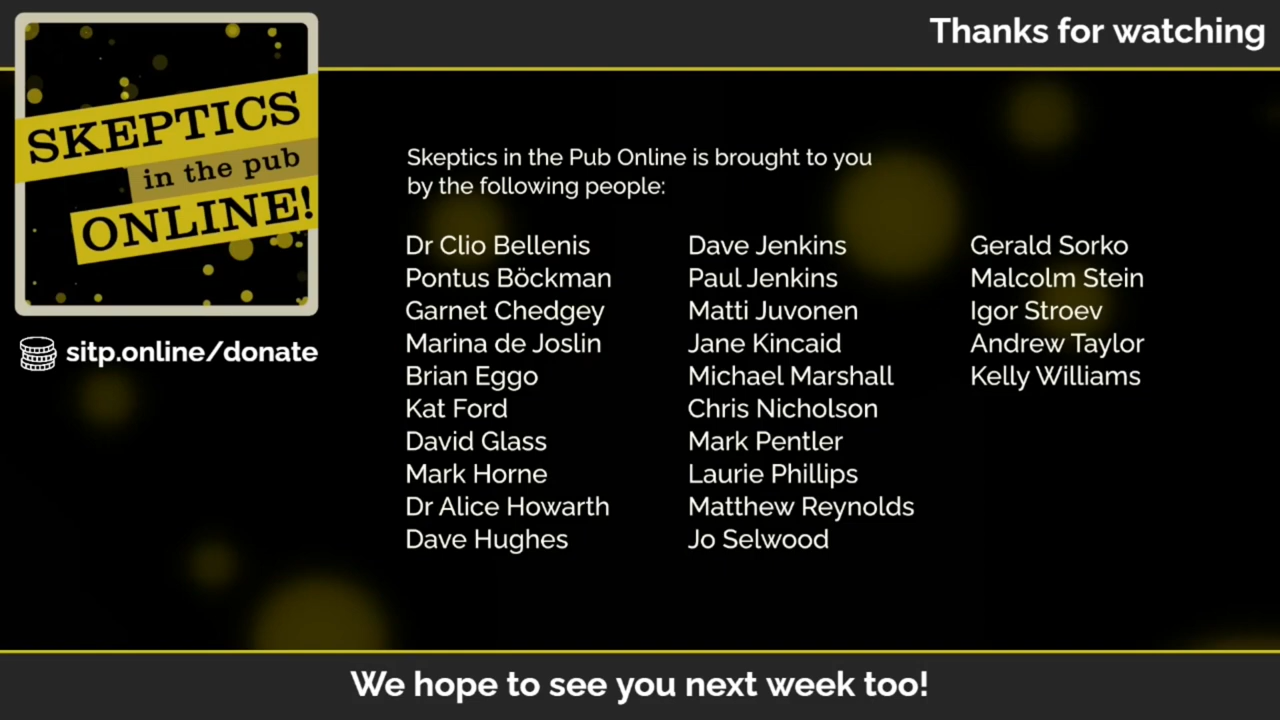 Thanks for watching
SKEPTICS
in the pub
ONLINE!
sitp.online/donate
Skeptics in the Pub Online is brought to you
by the following people:
Dr Clio Bellenis
Pontus Böckman
Garnet Chedgey
Marina de Joslin
Brian Eggo
Kat Ford
David Glass
Mark Horne
Dr Alice Howarth
Dave Hughes
Dave Jenkins
Paul Jenkins
Matti Juvonen
Jane Kincaid
Michael Marshall
Chris Nicholson
Mark Pentler
Laurie Phillips
Matthew Reynolds
Jo Selwood
Gerald Sorko
Malcolm Stein
Igor Stroev
Andrew Taylor
Kelly Williams
We hope to see you next week too!